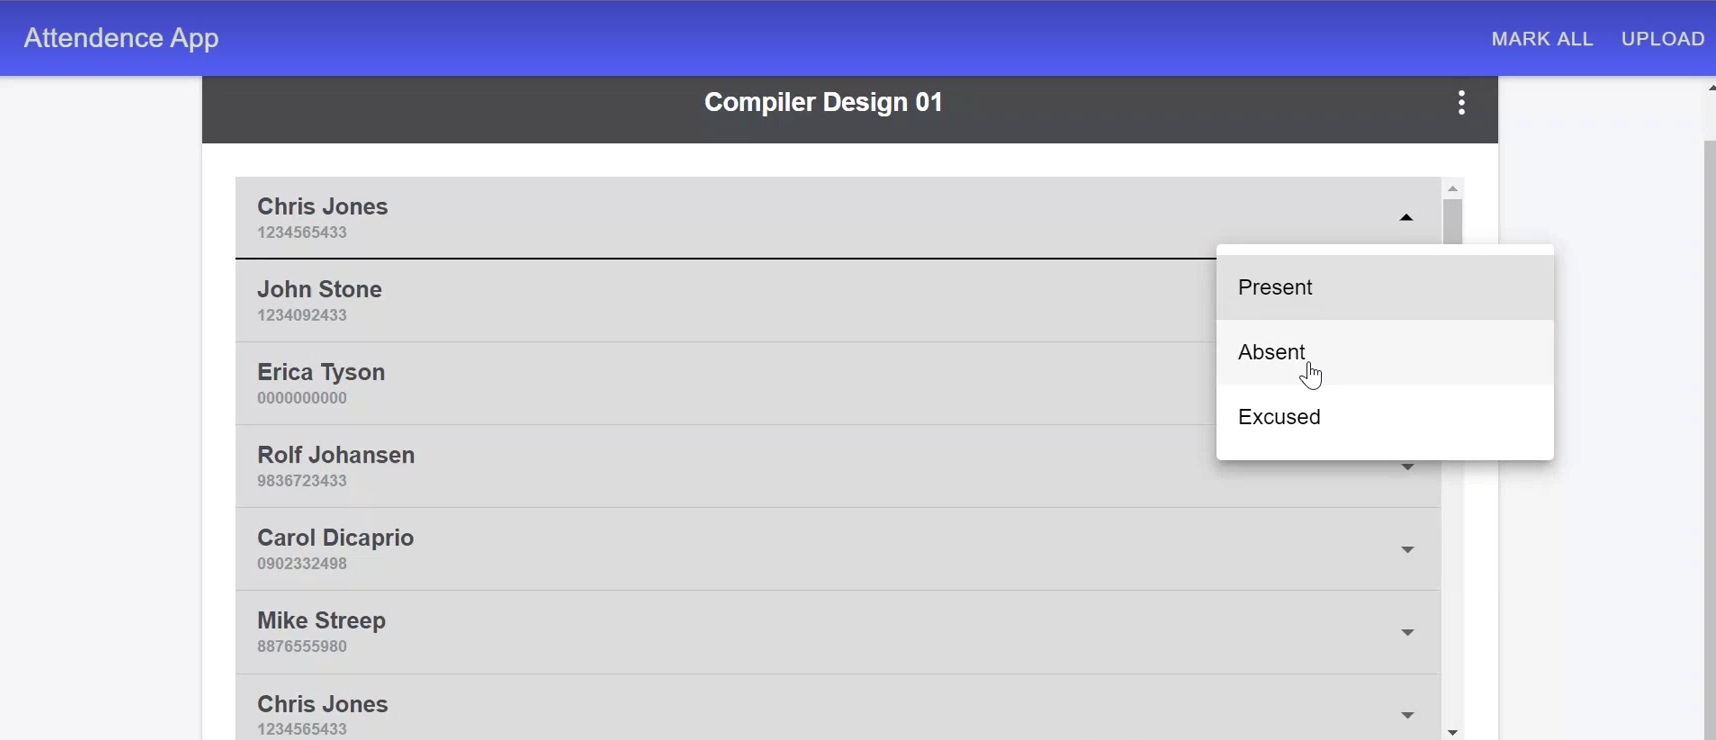 Attendence App
MARK ALL UPLOAD
Compiler Design 01
Chris Jones
1234565433
John Stone
1234092433
Erica Tyson
0000000000
Rolf Johansen
9836723433
Carol Dicaprio
0902332498
Mike Streep
8876555980
Chris Jones
1234565433
Present
Absent
Excused